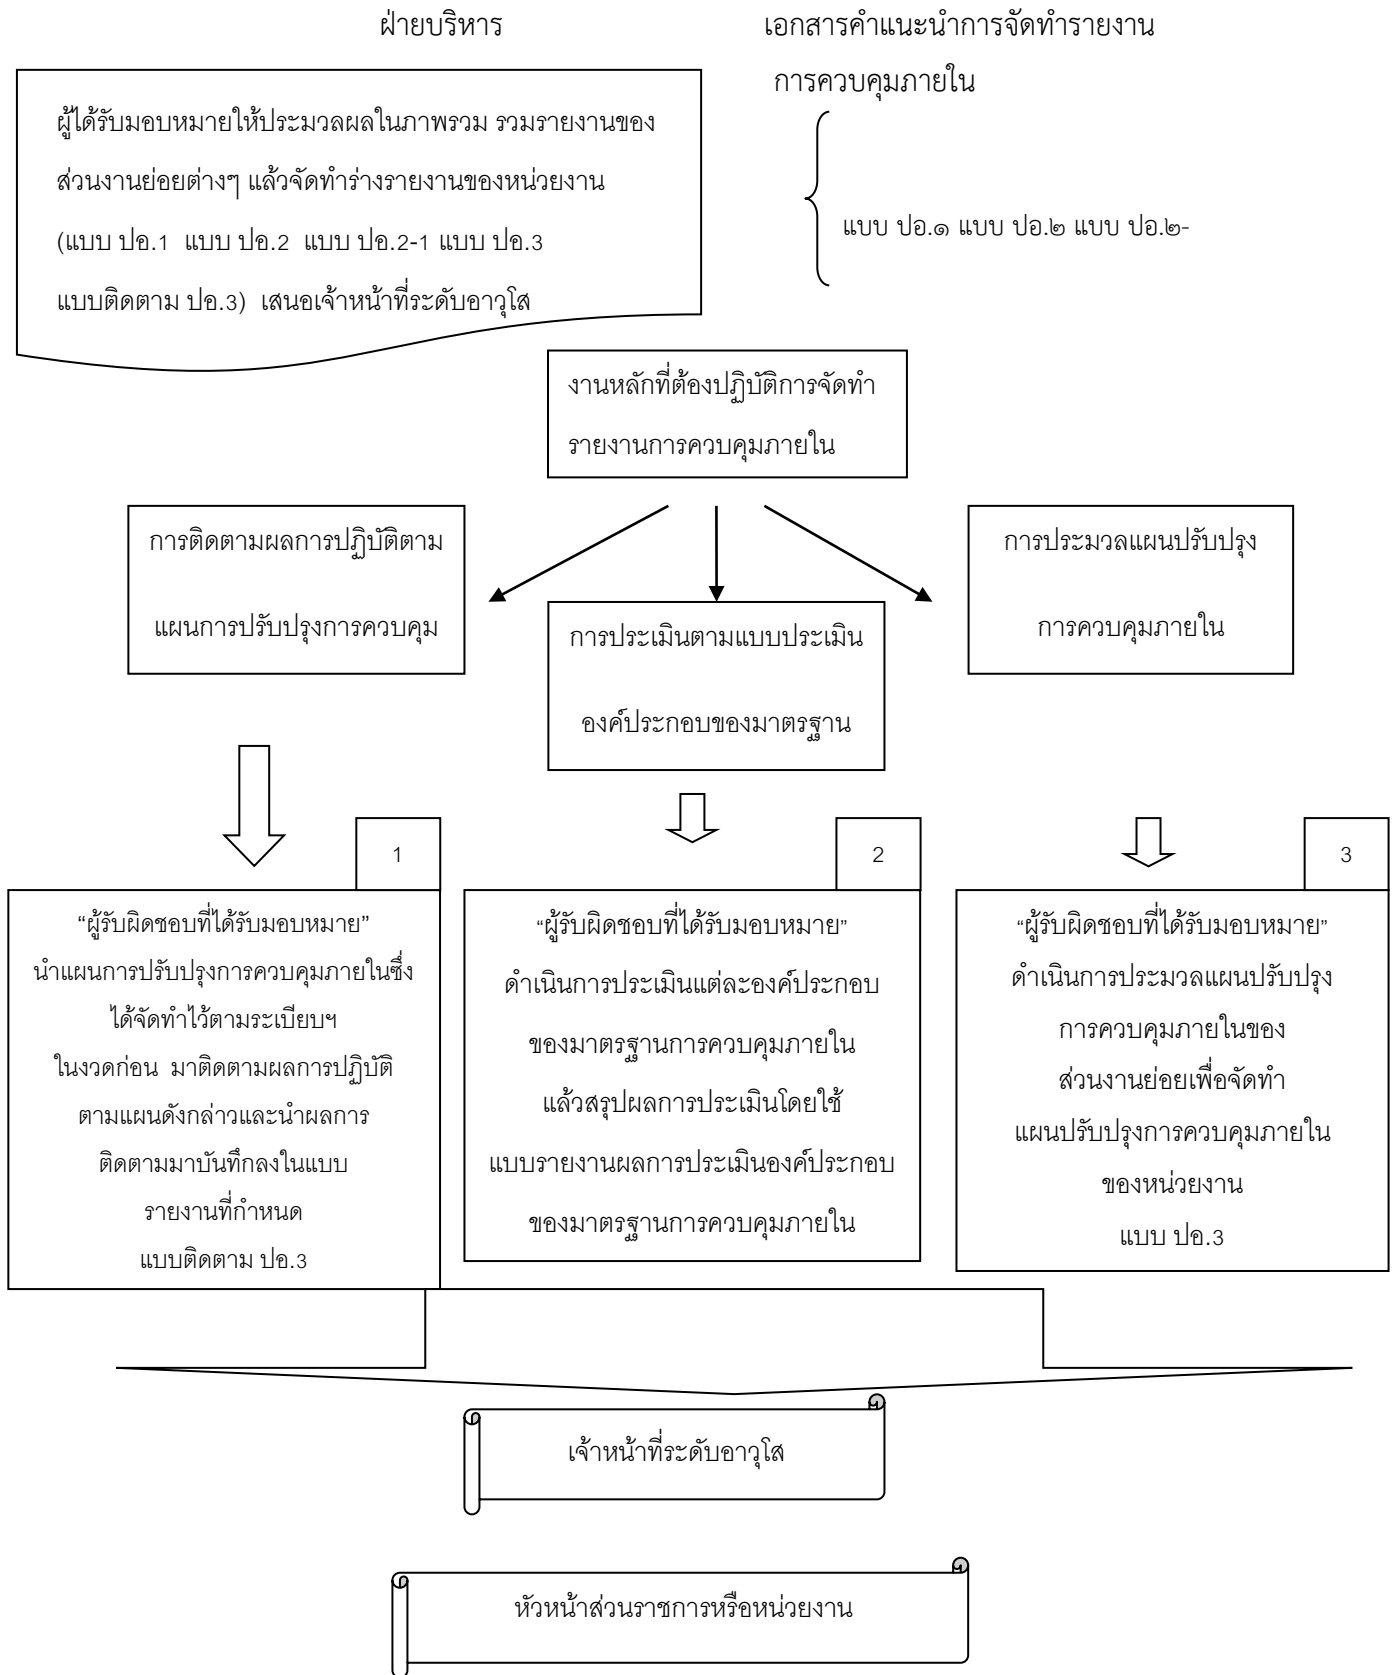 ฝ่ายบริหาร
เอกสารคำแนะนำการจัดทำรายงาน
การควบคุมภายใน
ผู้ได้รับมอบหมายให้ประมวลผลในภาพรวม รวมรายงานของ
ส่วนงานย่อยต่างๆ แล้วจัดทำร่างรายงานของหน่วยงาน
(แบบ ปอ.1 แบบ ปอ.2 แบบ ปอ.2-1 แบบ ปอ.3
แบบติดตาม ปอ.3) เสนอเจ้าหน้าที่ระดับอาวุโส
แบบ ปอ.๑ แบบ ปอ.๒ แบบ ปอ.๒-
งานหลักที่ต้องปฏิบัติการจัดทำ
รายงานการควบคุมภายใน
การติดตามผลการปฏิบัติตาม
แผนการปรับปรุงการควบคุม
การประเมินตามแบบประเมิน
องค์ประกอบของมาตรฐาน
การประมวลแผนปรับปรุง
การควบคุมภายใน
1
“ผู้รับผิดชอบที่ได้รับมอบหมาย”
นำแผนการปรับปรุงการควบคุมภายในซึ่ง
ได้จัดทำไว้ตามระเบียบฯ
ในงวดก่อน มาติดตามผลการปฏิบัติ
ตามแผนดังกล่าวและนำผลการ
ติดตามมาบันทึกลงในแบบ
รายงานที่กำหนด
แบบติดตาม ปอ.3
2
“ผู้รับผิดชอบที่ได้รับมอบหมาย”
ดำเนินการประเมินแต่ละองค์ประกอบ
ของมาตรฐานการควบคุมภายใน
แล้วสรุปผลการประเมินโดยใช้
แบบรายงานผลการประเมินองค์ประกอบ
ของมาตรฐานการควบคุมภายใน
3
“ผู้รับผิดชอบที่ได้รับมอบหมาย”
ดำเนินการประมวลแผนปรับปรุง
การควบคุมภายในของ
ส่วนงานย่อยเพื่อจัดทำ
แผนปรับปรุงการควบคุมภายใน
ของหน่วยงาน
แบบ ปอ.3
เจ้าหน้าที่ระดับอาวุโส
หัวหน้าส่วนราชการหรือหน่วยงาน